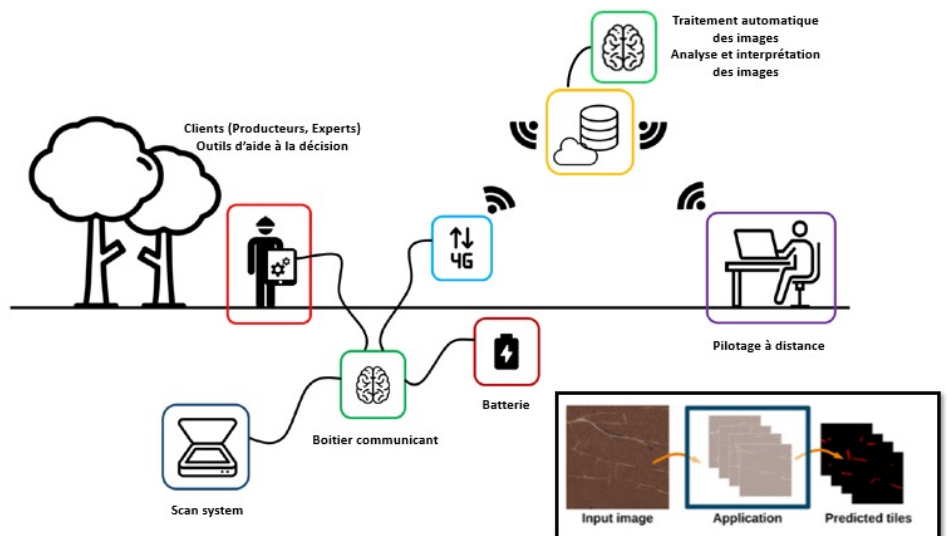 Traitement automatique
des images
Analyse et interprétation
des images
Clients (Producteurs, Experts)
Outils d'aide à la décision
4G
Pilotage à distance
Batterie
Boitier communicant
Scan system
Input image
Application
Predicted tiles